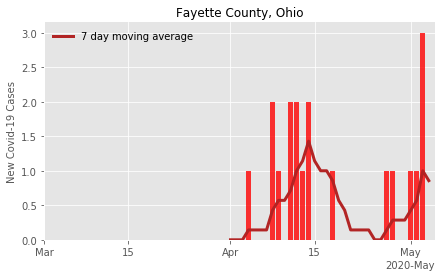 Fayette County, Ohio
7 day moving average
New Covid-19 Cases
3.0
2.5
2.0
1.5
1.0
0.5
0.0
Mar
15
Apr
15
May
2020-May